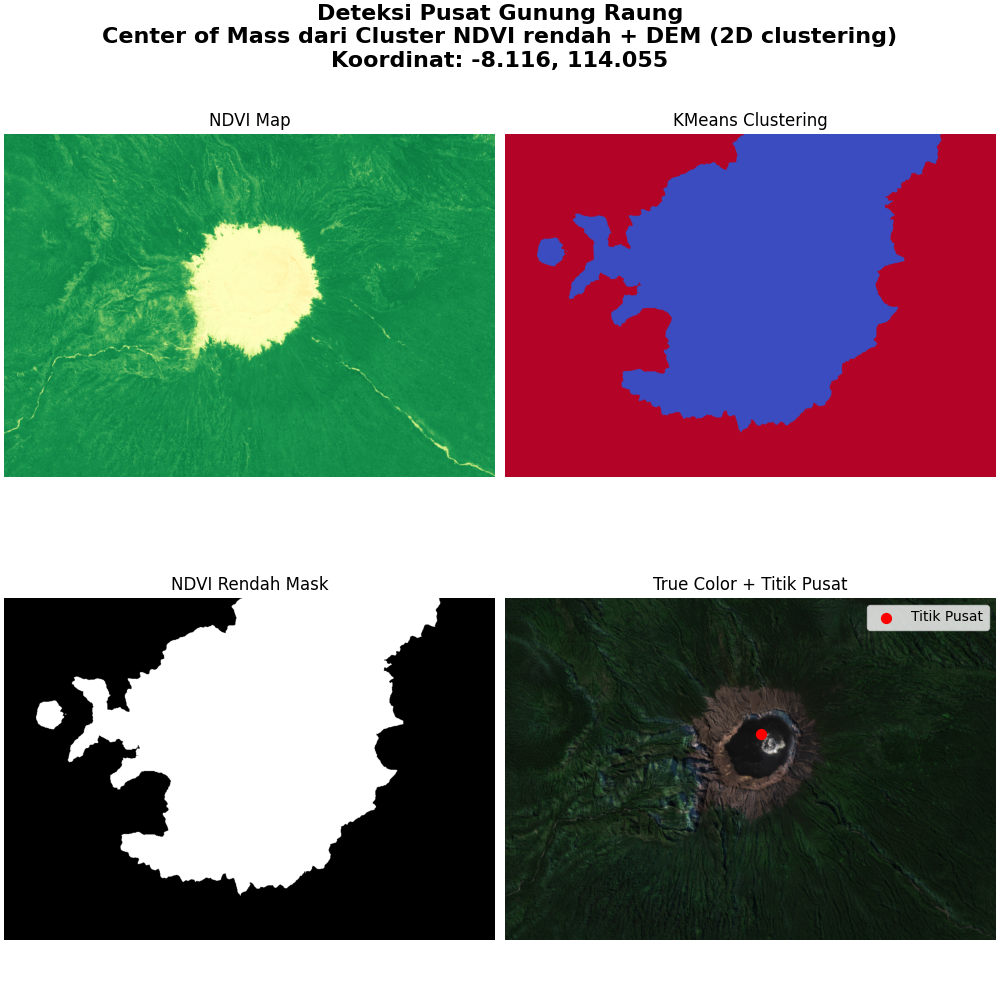 Deteksi Pusat Gunung Raung
Center of Mass dari Cluster NDVI rendah + DEM (2D clustering)
Koordinat: -8.116, 114.055
NDVI Map
KMeans Clustering
NDVI Rendah Mask
True Color + Titik Pusat
Titik Pusat